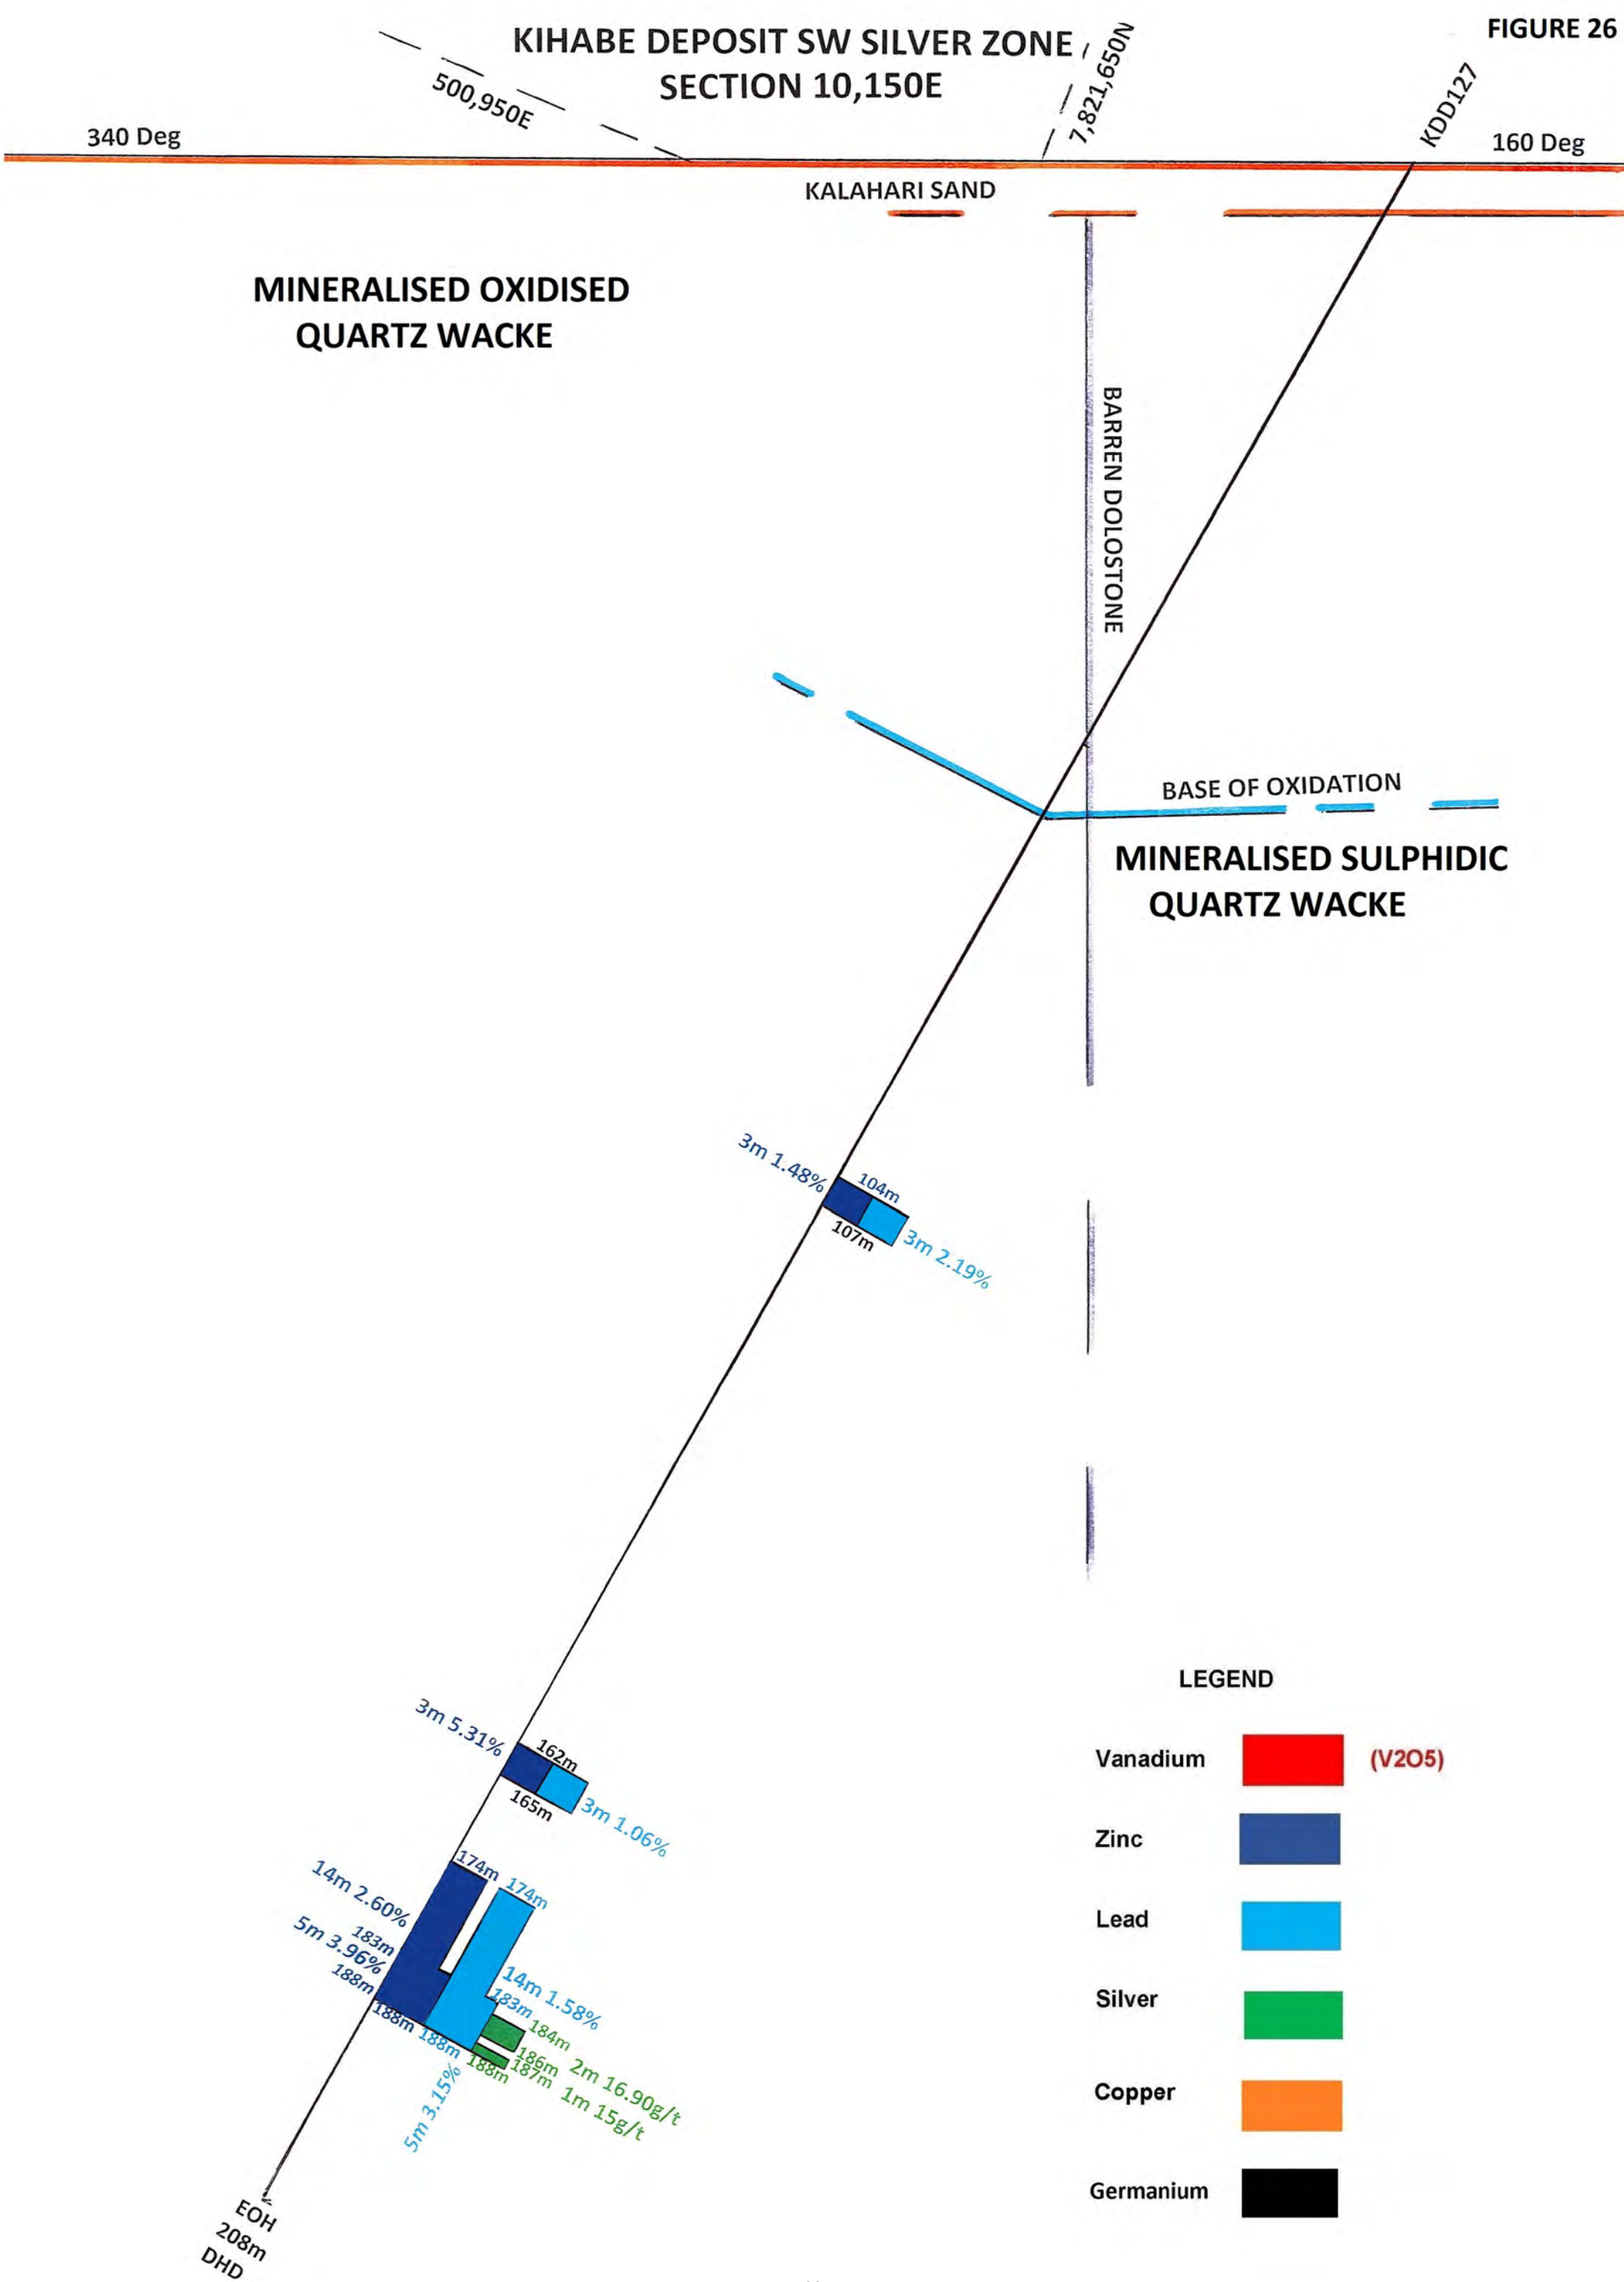 FIGURE 26
KIHABE DEPOSIT SW SILVER ZONE
SECTION 10,150E
500,950E
7,821,650N
KDD127
340 Deg
160 Deg
KALAHARI SAND
MINERALISED OXIDISED
QUARTZ WACKE
BARREN DOLOSTONE
BASE OF OXIDATION
MINERALISED SULPHIDIC
QUARTZ WACKE
3m 1.48%
104m
107m
3m 2.19%
3m 5.31%
162m
165m
3m 1.06%
174m
174m
14m 2.60%
183m
5m 3.96%
188m
14m 1.58%
183m
184m
186m 2m 16.90g/t
187m 1m 15g/t
188m
188m
188m
5m 3.15%
EOH
208m
DHD
LEGEND
Vanadium (V2O5)
Zinc
Lead
Silver
Copper
Germanium